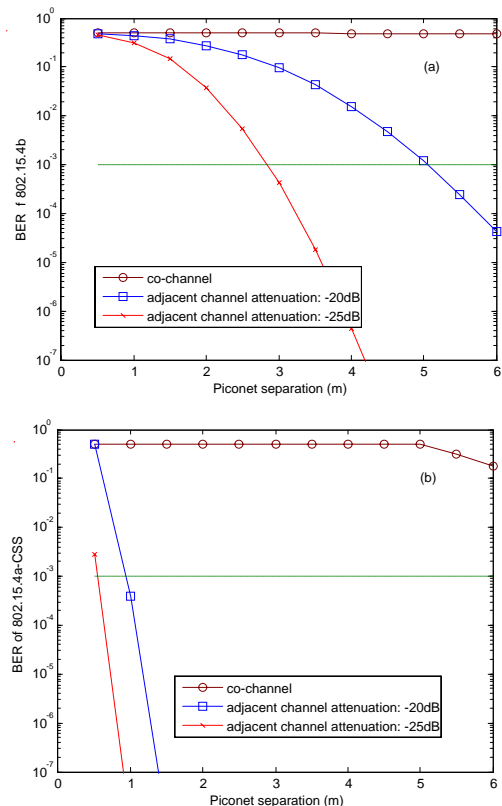 10^0
10^-1
10^-2
10^-3
10^-4
10^-5
10^-6
10^-7
BER f 802.15.4b
(a)
co-channel
adjacent channel attenuation: -20dB
adjacent channel attenuation: -25dB
0 1 2 3 4 5 6
Piconet separation (m)
10^0
10^-1
10^-2
10^-3
10^-4
10^-5
10^-6
10^-7
BER of 802.15.4a-CSS
(b)
co-channel
adjacent channel attenuation: -20dB
adjacent channel attenuation: -25dB
0 1 2 3 4 5 6
Piconet separation (m)